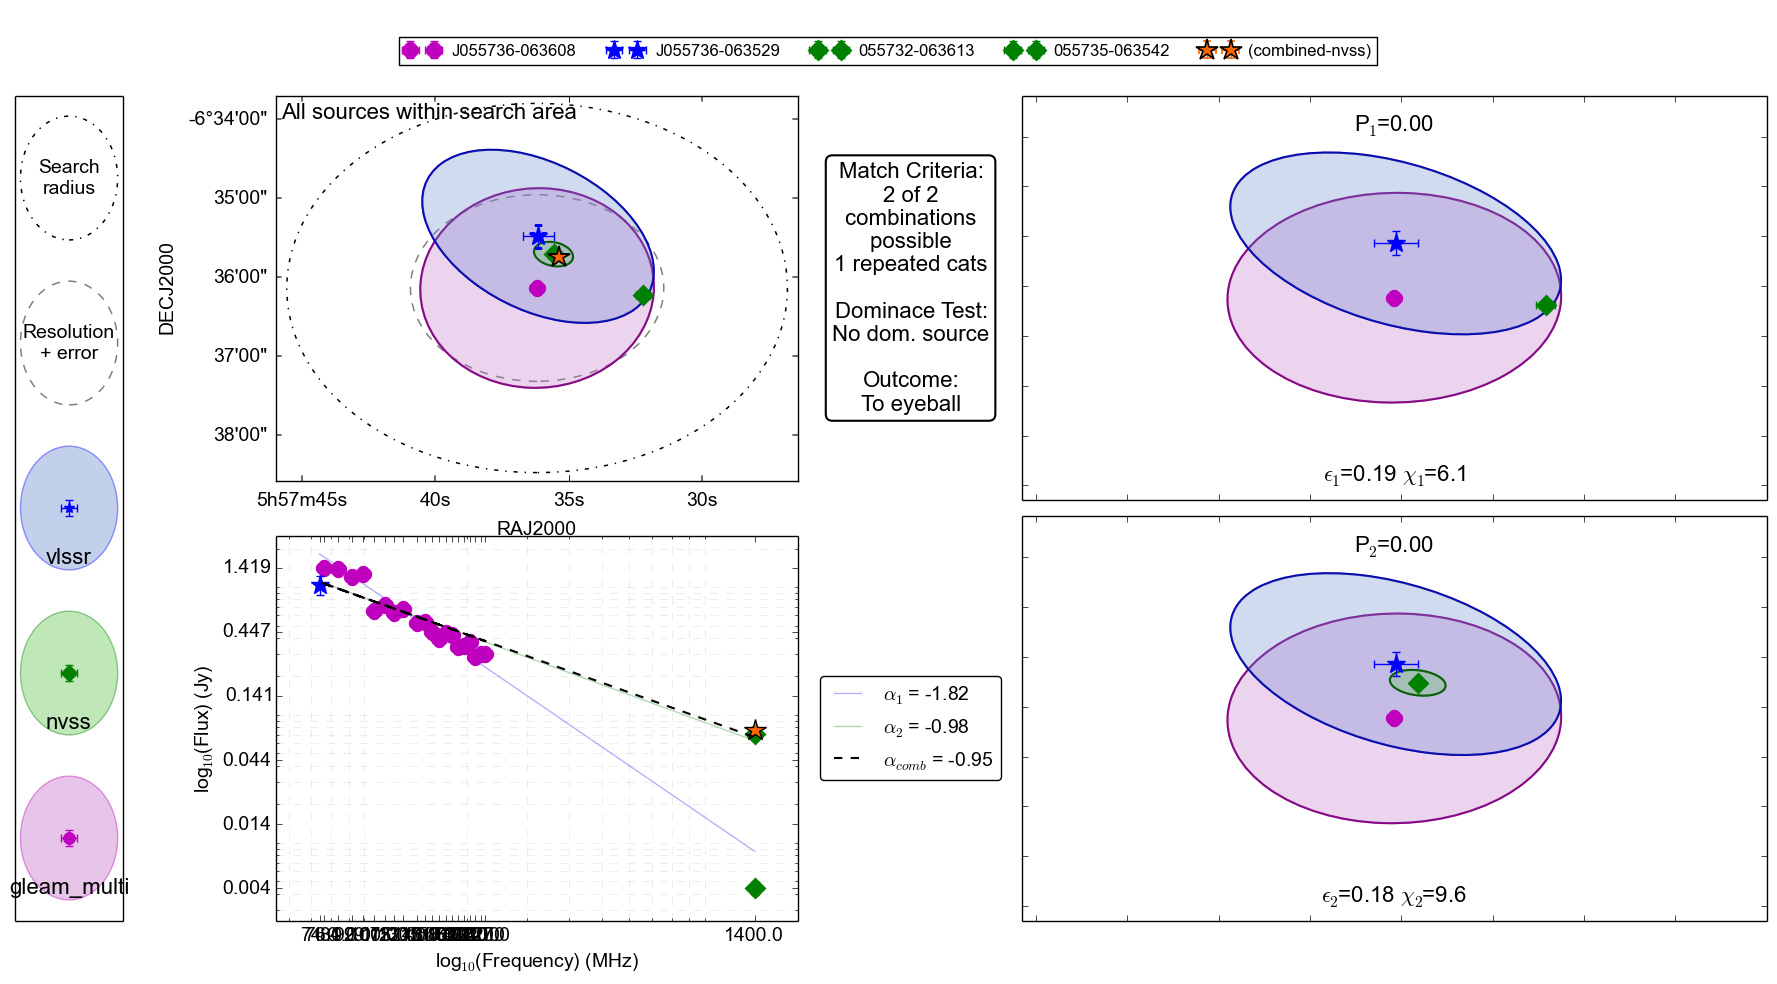 J055736-063608 J055736-063529 055732-063613 055735-063542 (combined-nvss)
Search
radius
Resolution
+ error
vlssr
nvss
gleam_multi
All sources within search area
-6°34'00"
35'00"
36'00"
37'00"
38'00"
DECJ2000
5h57m45s 40s 35s 30s
RAJ2000
Match Criteria:
2 of 2
combinations
possible
1 repeated cats
Dominace Test:
No dom. source
Outcome:
To eyeball
P1=0.00
ϵ1=0.19 χ1=6.1
1.419
0.447
0.141
0.044
0.014
0.004
log10(Flux) (Jy)
1400.0
log10(Frequency) (MHz)
α1 = -1.82
α2 = -0.98
αcomb = -0.95
P2=0.00
ϵ2=0.18 χ2=9.6